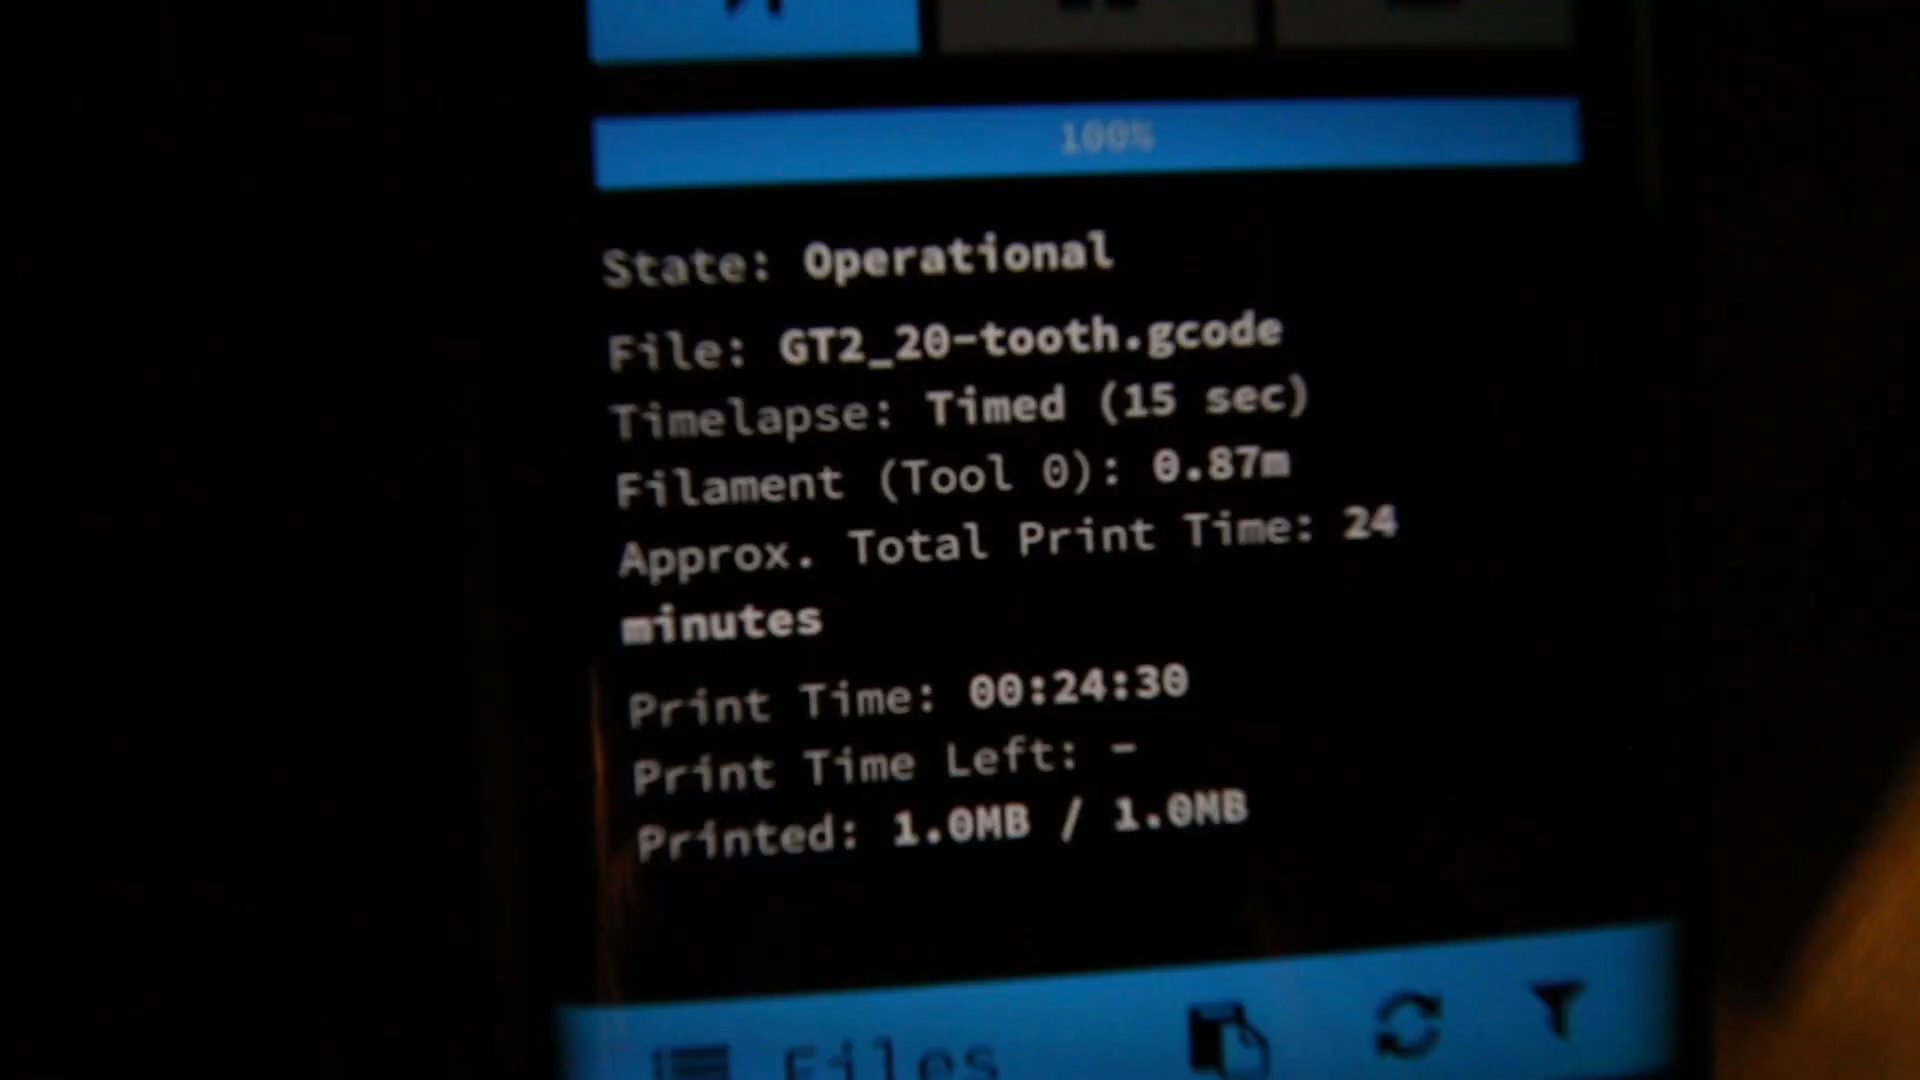 100%
State: Operational
File: GT2_20-tooth.gcode
Timelapse: Timed (15 sec)
Filament (Tool 0): 0.87m
Approx. Total Print Time: 24
minutes
Print Time: 00:24:30
Print Time Left: -
Printed: 1.0MB / 1.0MB
Files